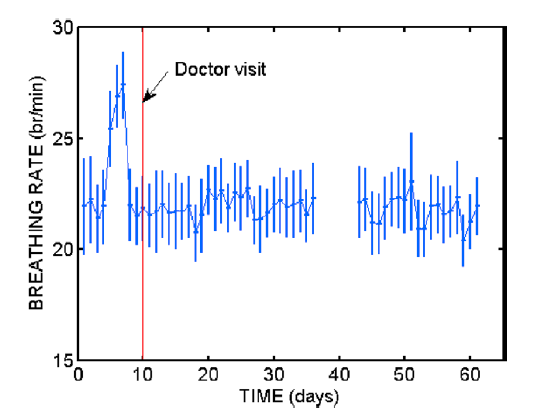 30
25
20
15
BREATHING RATE (br/min)
Doctor visit
0 10 20 30 40 50 60
TIME (days)